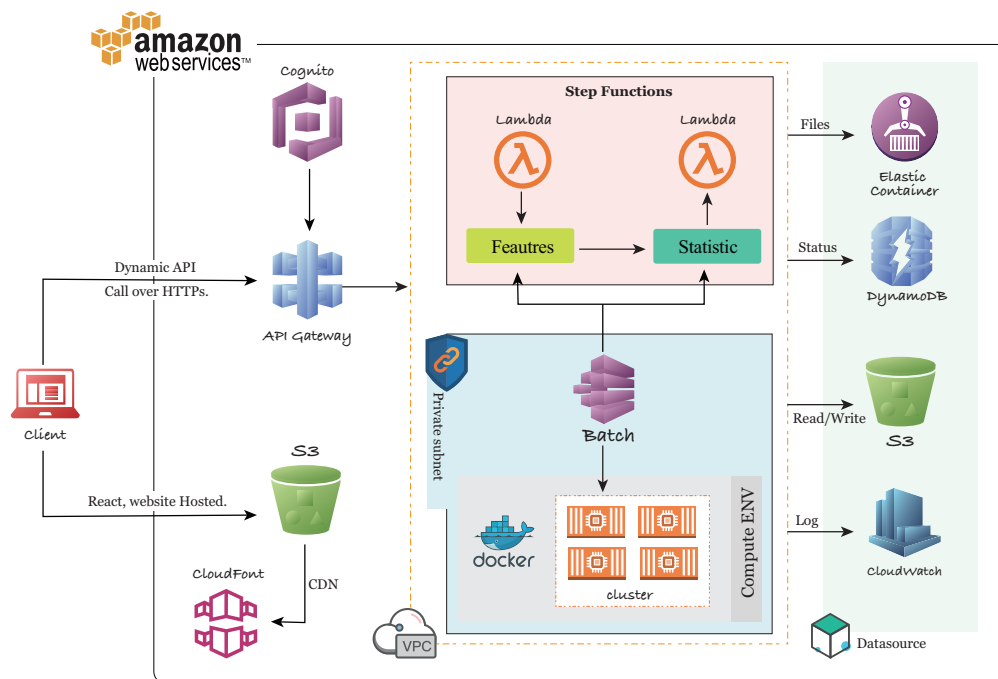 amazon
webservices™
Cognito
Step Functions
Lambda
Lambda
Files
Elastic
Container
Feautres
Statistic
Dynamic API
Call over HTTPs.
API Gateway
Status
DynamoDB
Client
Private subnet
Batch
Read/Write
S3
S3
React, website Hosted.
docker
cluster
Compute ENV
Log
CloudWatch
CloudFont
CDN
VPC
Datasource